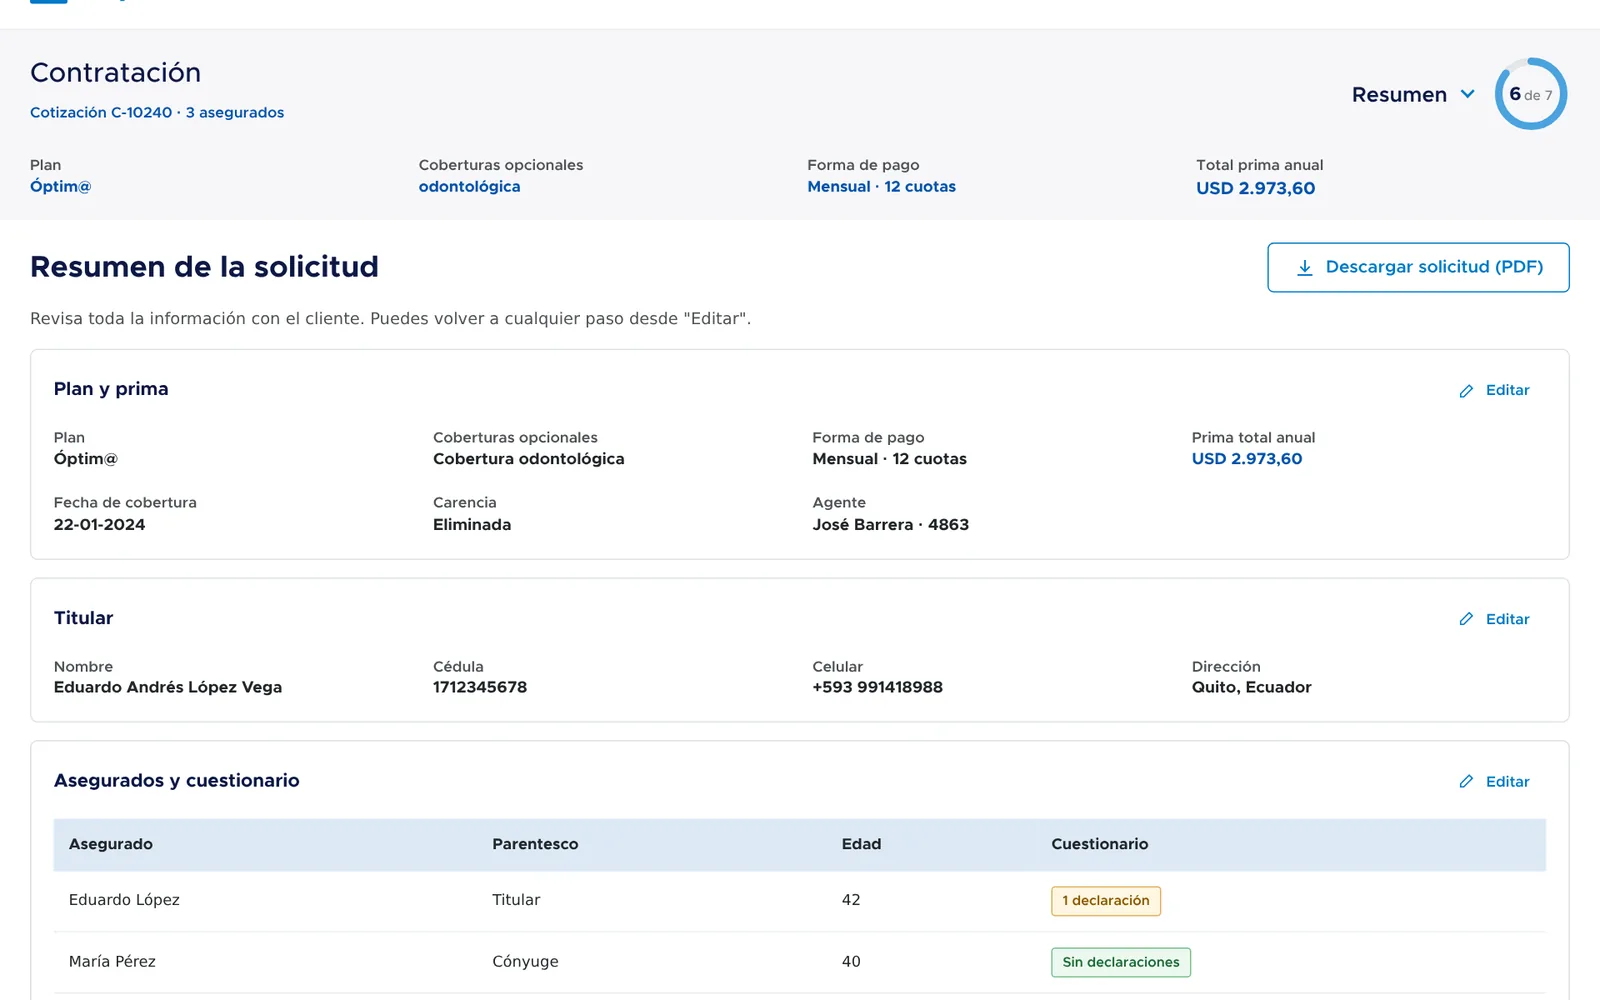 Contratación
Cotización C-10240 · 3 asegurados
Resumen
6 de 7
Plan
Óptim@
Coberturas opcionales
odontológica
Forma de pago
Mensual · 12 cuotas
Total prima anual
USD 2.973,60
Resumen de la solicitud
Descargar solicitud (PDF)
Revisa toda la información con el cliente. Puedes volver a cualquier paso desde "Editar".
Plan y prima
Editar
Plan
Óptim@
Coberturas opcionales
Cobertura odontológica
Forma de pago
Mensual · 12 cuotas
Prima total anual
USD 2.973,60
Fecha de cobertura
22-01-2024
Carencia
Eliminada
Agente
José Barrera · 4863
Titular
Editar
Nombre
Eduardo Andrés López Vega
Cédula
1712345678
Celular
+593 991418988
Dirección
Quito, Ecuador
Asegurados y cuestionario
Editar
Asegurado Parentesco Edad Cuestionario
Eduardo López Titular 42 1 declaración
María Pérez Cónyuge 40 Sin declaraciones